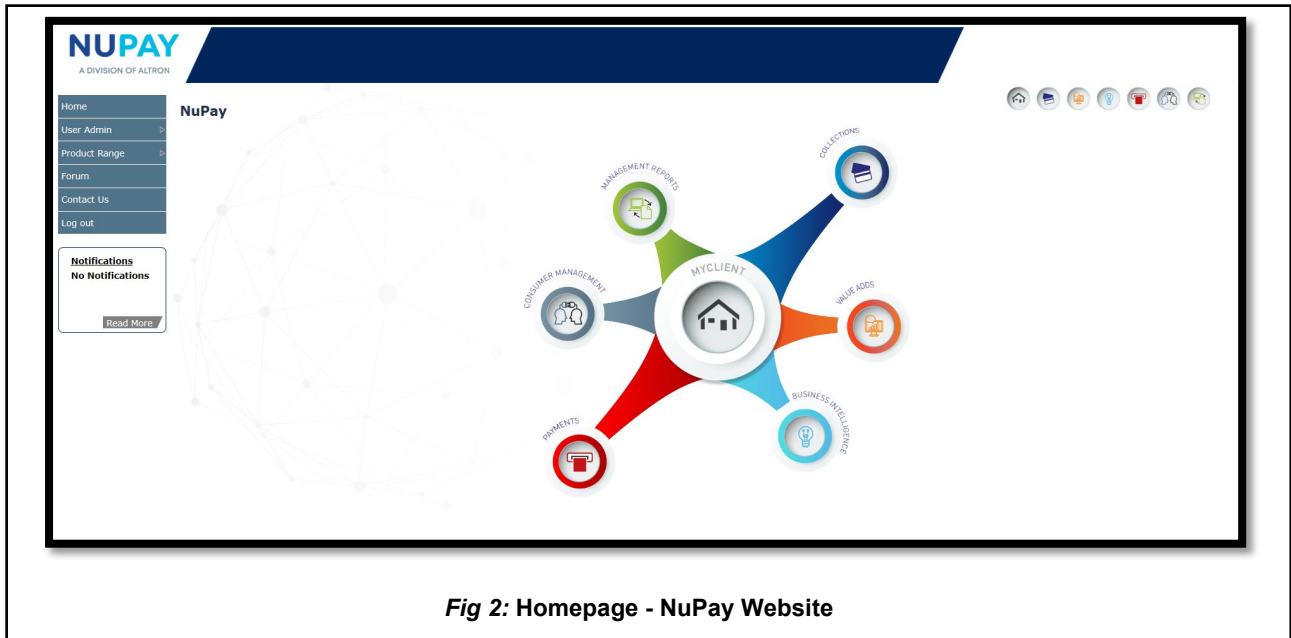 NUPAY
A DIVISION OF ALTRON
Home
User Admin
Product Range
Forum
Contact Us
Log out
NuPay
Notifications
No Notifications
Read More
COLLECTIONS
MANAGEMENT REPORTS
CONSUMER MANAGEMENT
MYCLIENT
VALUE ADDS
BUSINESS INTELLIGENCE
PAYMENTS
Fig 2: Homepage - NuPay Website